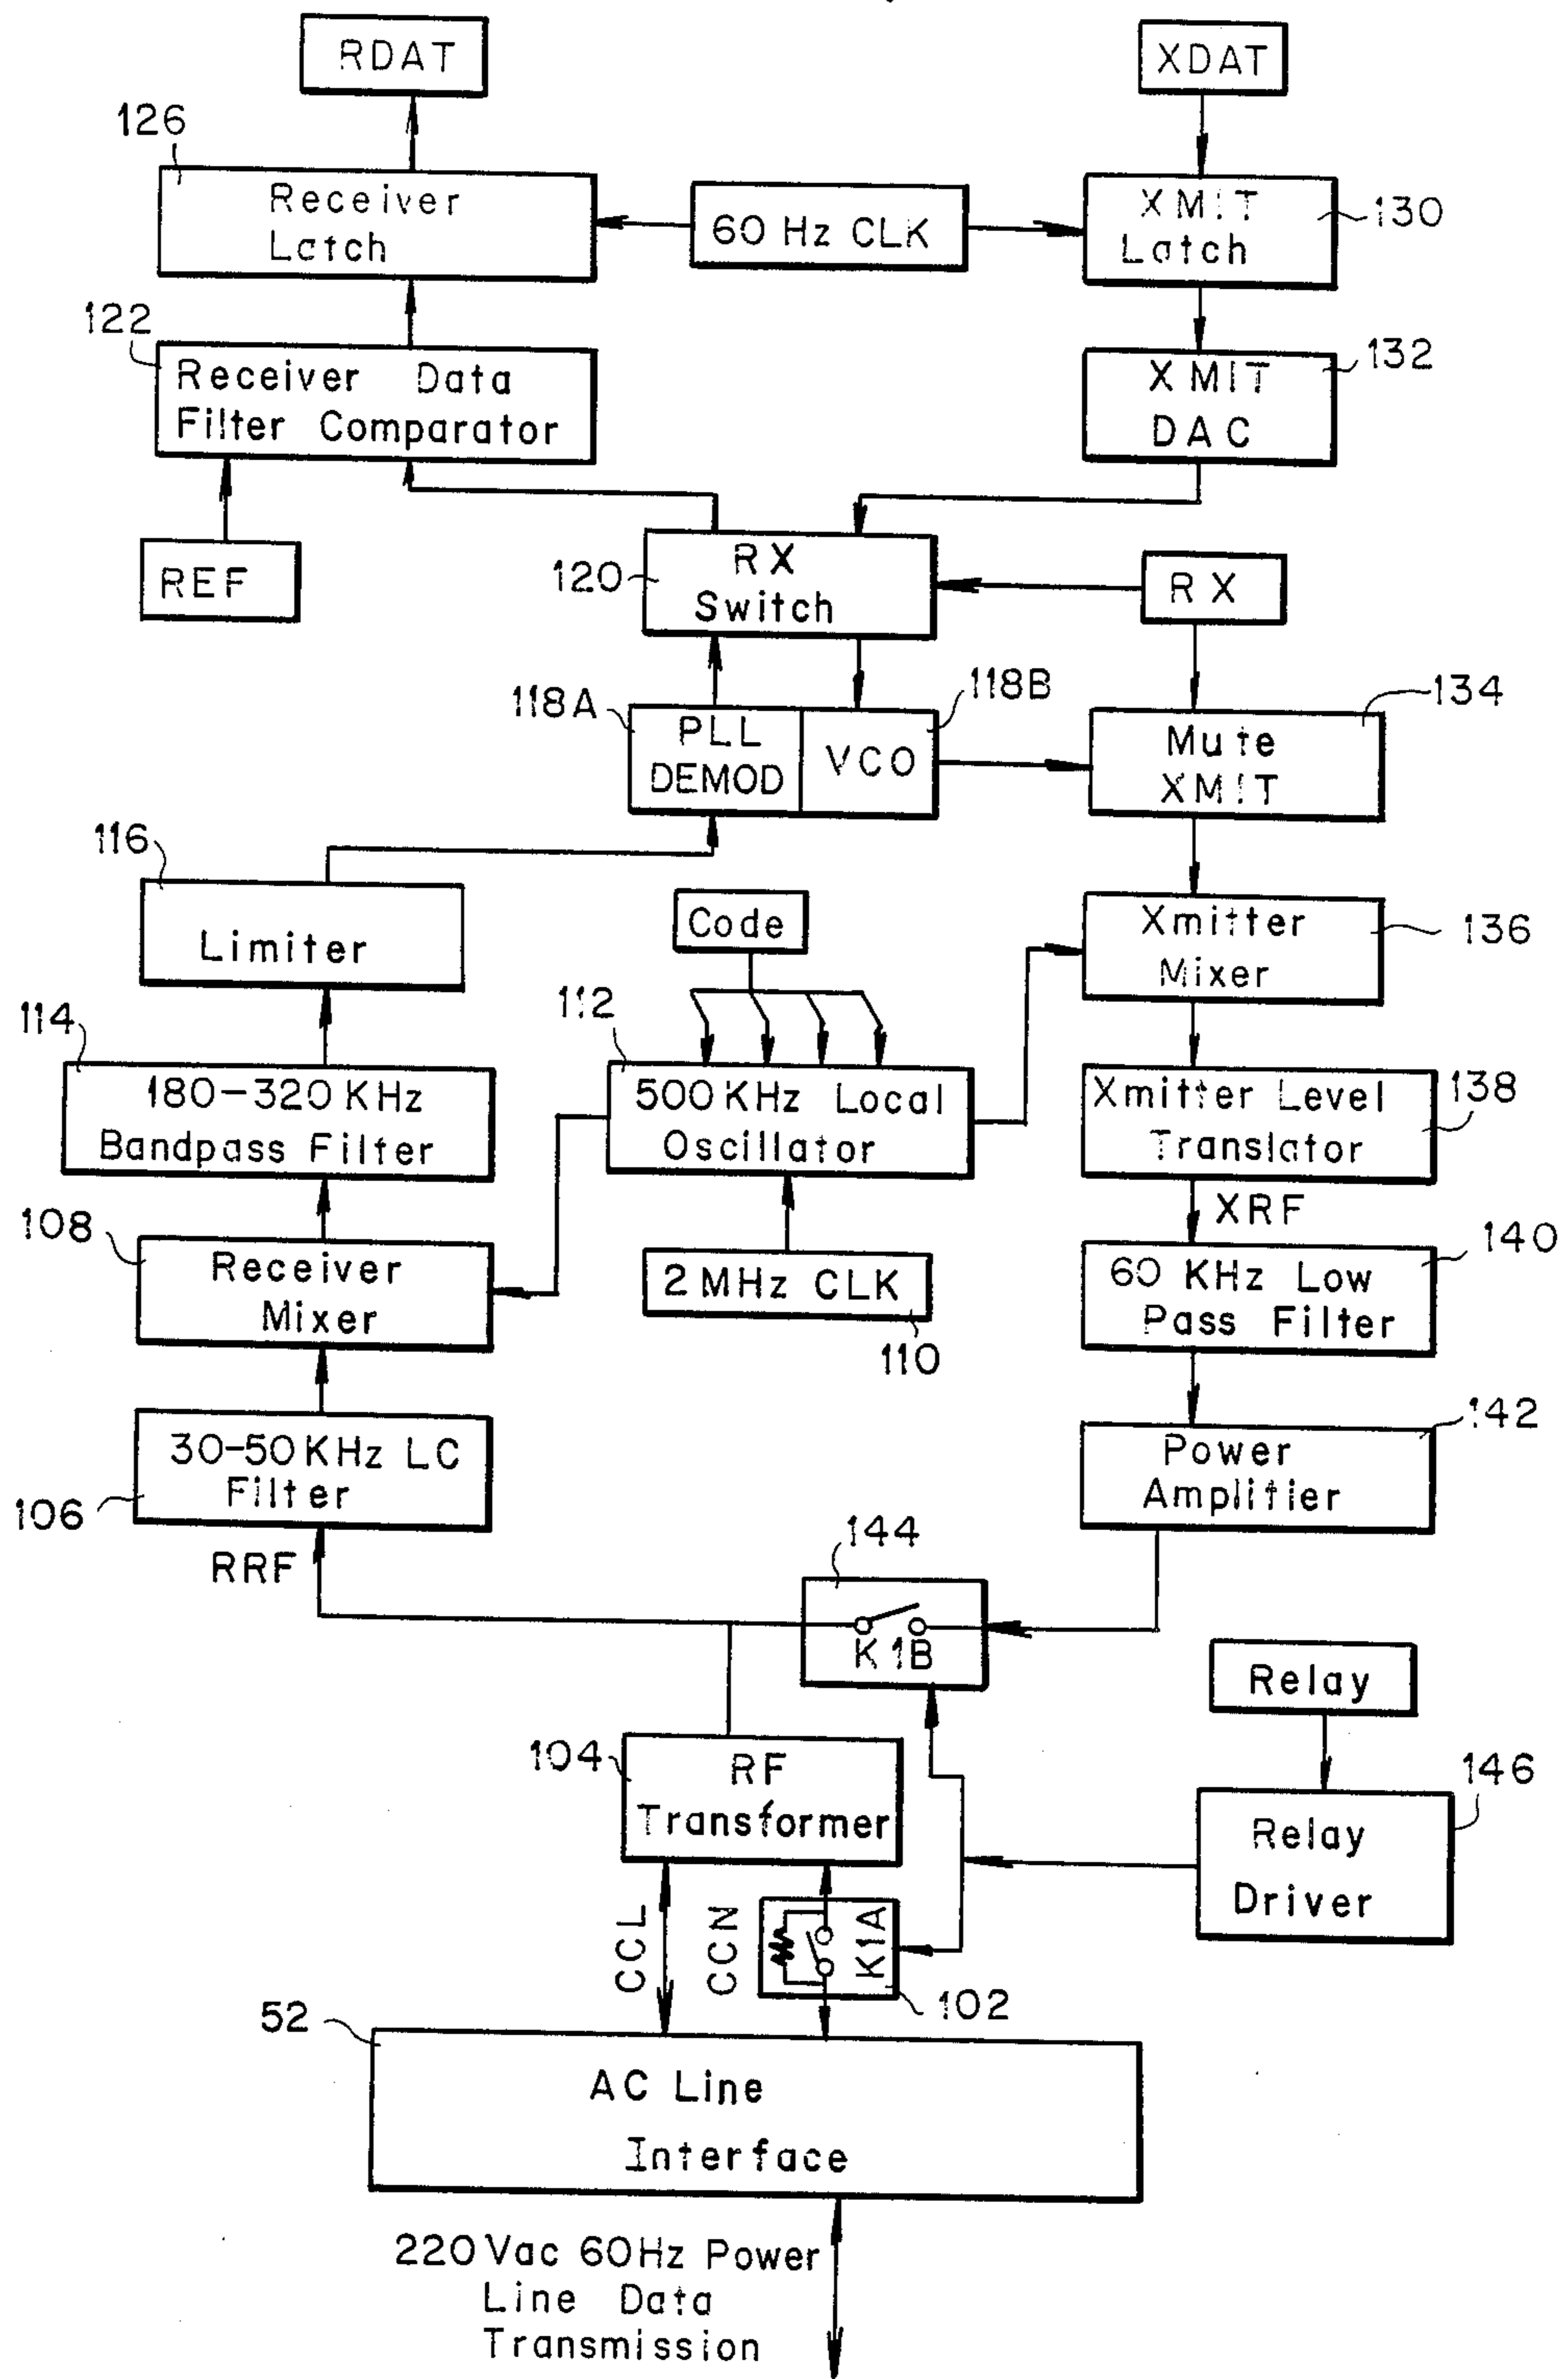 RDAT
XDAT
126
Receiver
Latch
60 Hz CLK
XMIT
Latch
130
122
Receiver Data
Filter Comparator
XMIT
DAC
132
REF
120
RX
Switch
RX
118A
PLL
DEMOD
VCO
118B
134
Mute
XMIT
116
Limiter
Code
Xmitter
Mixer
136
114
180-320 KHz
Bandpass Filter
112
500 KHz Local
Oscillator
Xmitter Level
Translator
138
XRF
108
Receiver
Mixer
2 MHz CLK
110
60 KHz Low
Pass Filter
140
30-50 KHz LC
Filter
106
RRF
Power
Amplifier
142
144
K1B
Relay
104
RF
Transformer
146
Relay
Driver
CCL
CCN
K1A
102
52
AC Line
Interface
220 Vac 60Hz Power
Line Data
Transmission